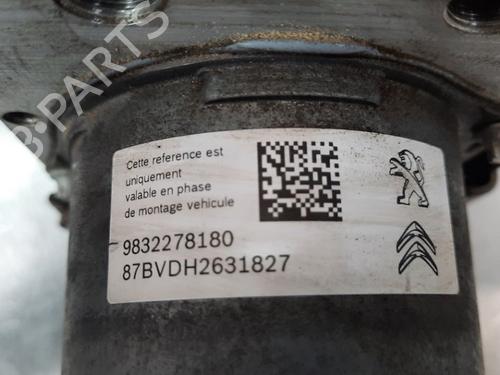 B-PARTS
Cette reference est
uniquement
valable en phase
de montage vehicule
9832278180
87BVDH2631827